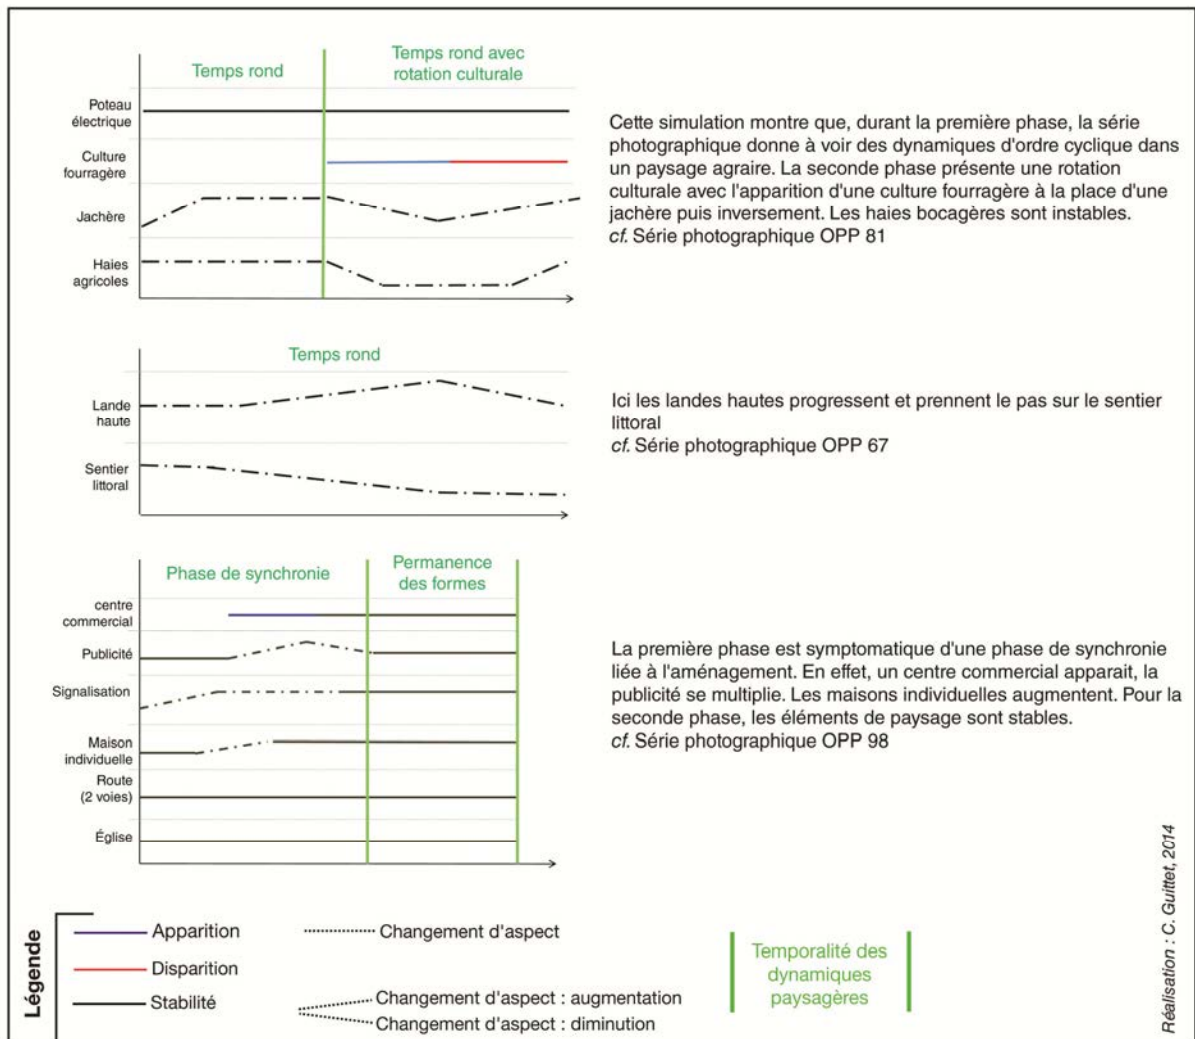 Temps rond
Temps rond avec
rotation culturale
Poteau
électrique
Culture
fourragère
Jachère
Haies
agricoles
Cette simulation montre que, durant la première phase, la série
photographique donne à voir des dynamiques d'ordre cyclique dans
un paysage agraire. La seconde phase présente une rotation
culturale avec l'apparition d'une culture fourragère à la place d'une
jachère puis inversement. Les haies bocagères sont instables.
cf. Série photographique OPP 81
Temps rond
Lande
haute
Sentier
littoral
Ici les landes hautes progressent et prennent le pas sur le sentier
littoral
cf. Série photographique OPP 67
Phase de synchronie
Permanence
des formes
centre
commercial
Publicité
Signalisation
Maison
individuelle
Route
(2 voies)
Église
La première phase est symptomatique d'une phase de synchronie
liée à l'aménagement. En effet, un centre commercial apparait, la
publicité se multiplie. Les maisons individuelles augmentent. Pour la
seconde phase, les éléments de paysage sont stables.
cf. Série photographique OPP 98
Légende
Apparition
Disparition
Stabilité
Changement d'aspect
Changement d'aspect : augmentation
Changement d'aspect : diminution
Temporalité des
dynamiques
paysagères
Réalisation : C. Guittet, 2014